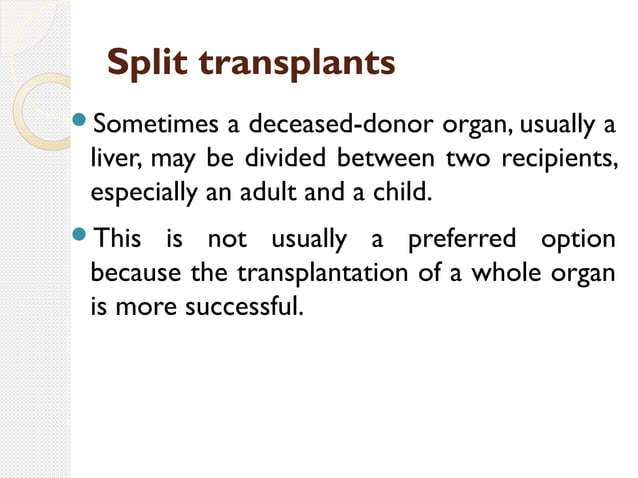 Split transplants
Sometimes a deceased-donor organ, usually a
liver, may be divided between two recipients,
especially an adult and a child.
This is not usually a preferred option
because the transplantation of a whole organ
is more successful.